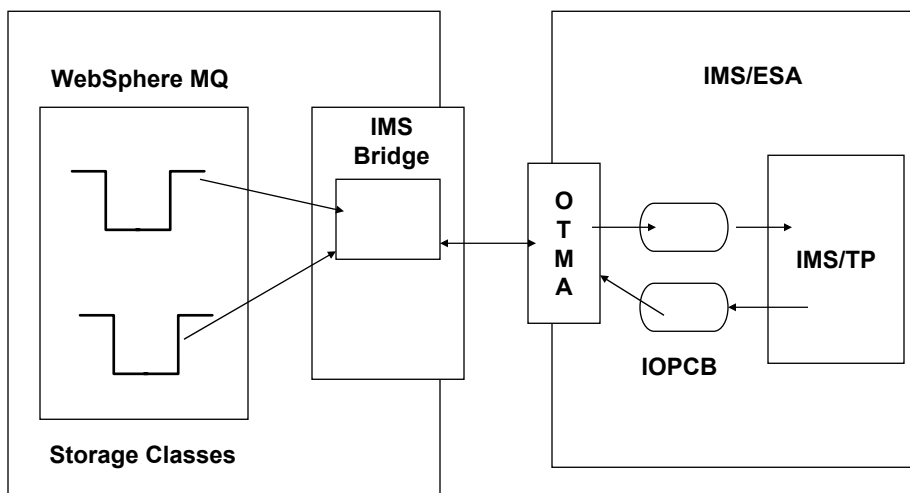 WebSphere MQ
Storage Classes
IMS
Bridge
IMS/ESA
O
T
M
A
IOPCB
IMS/TP